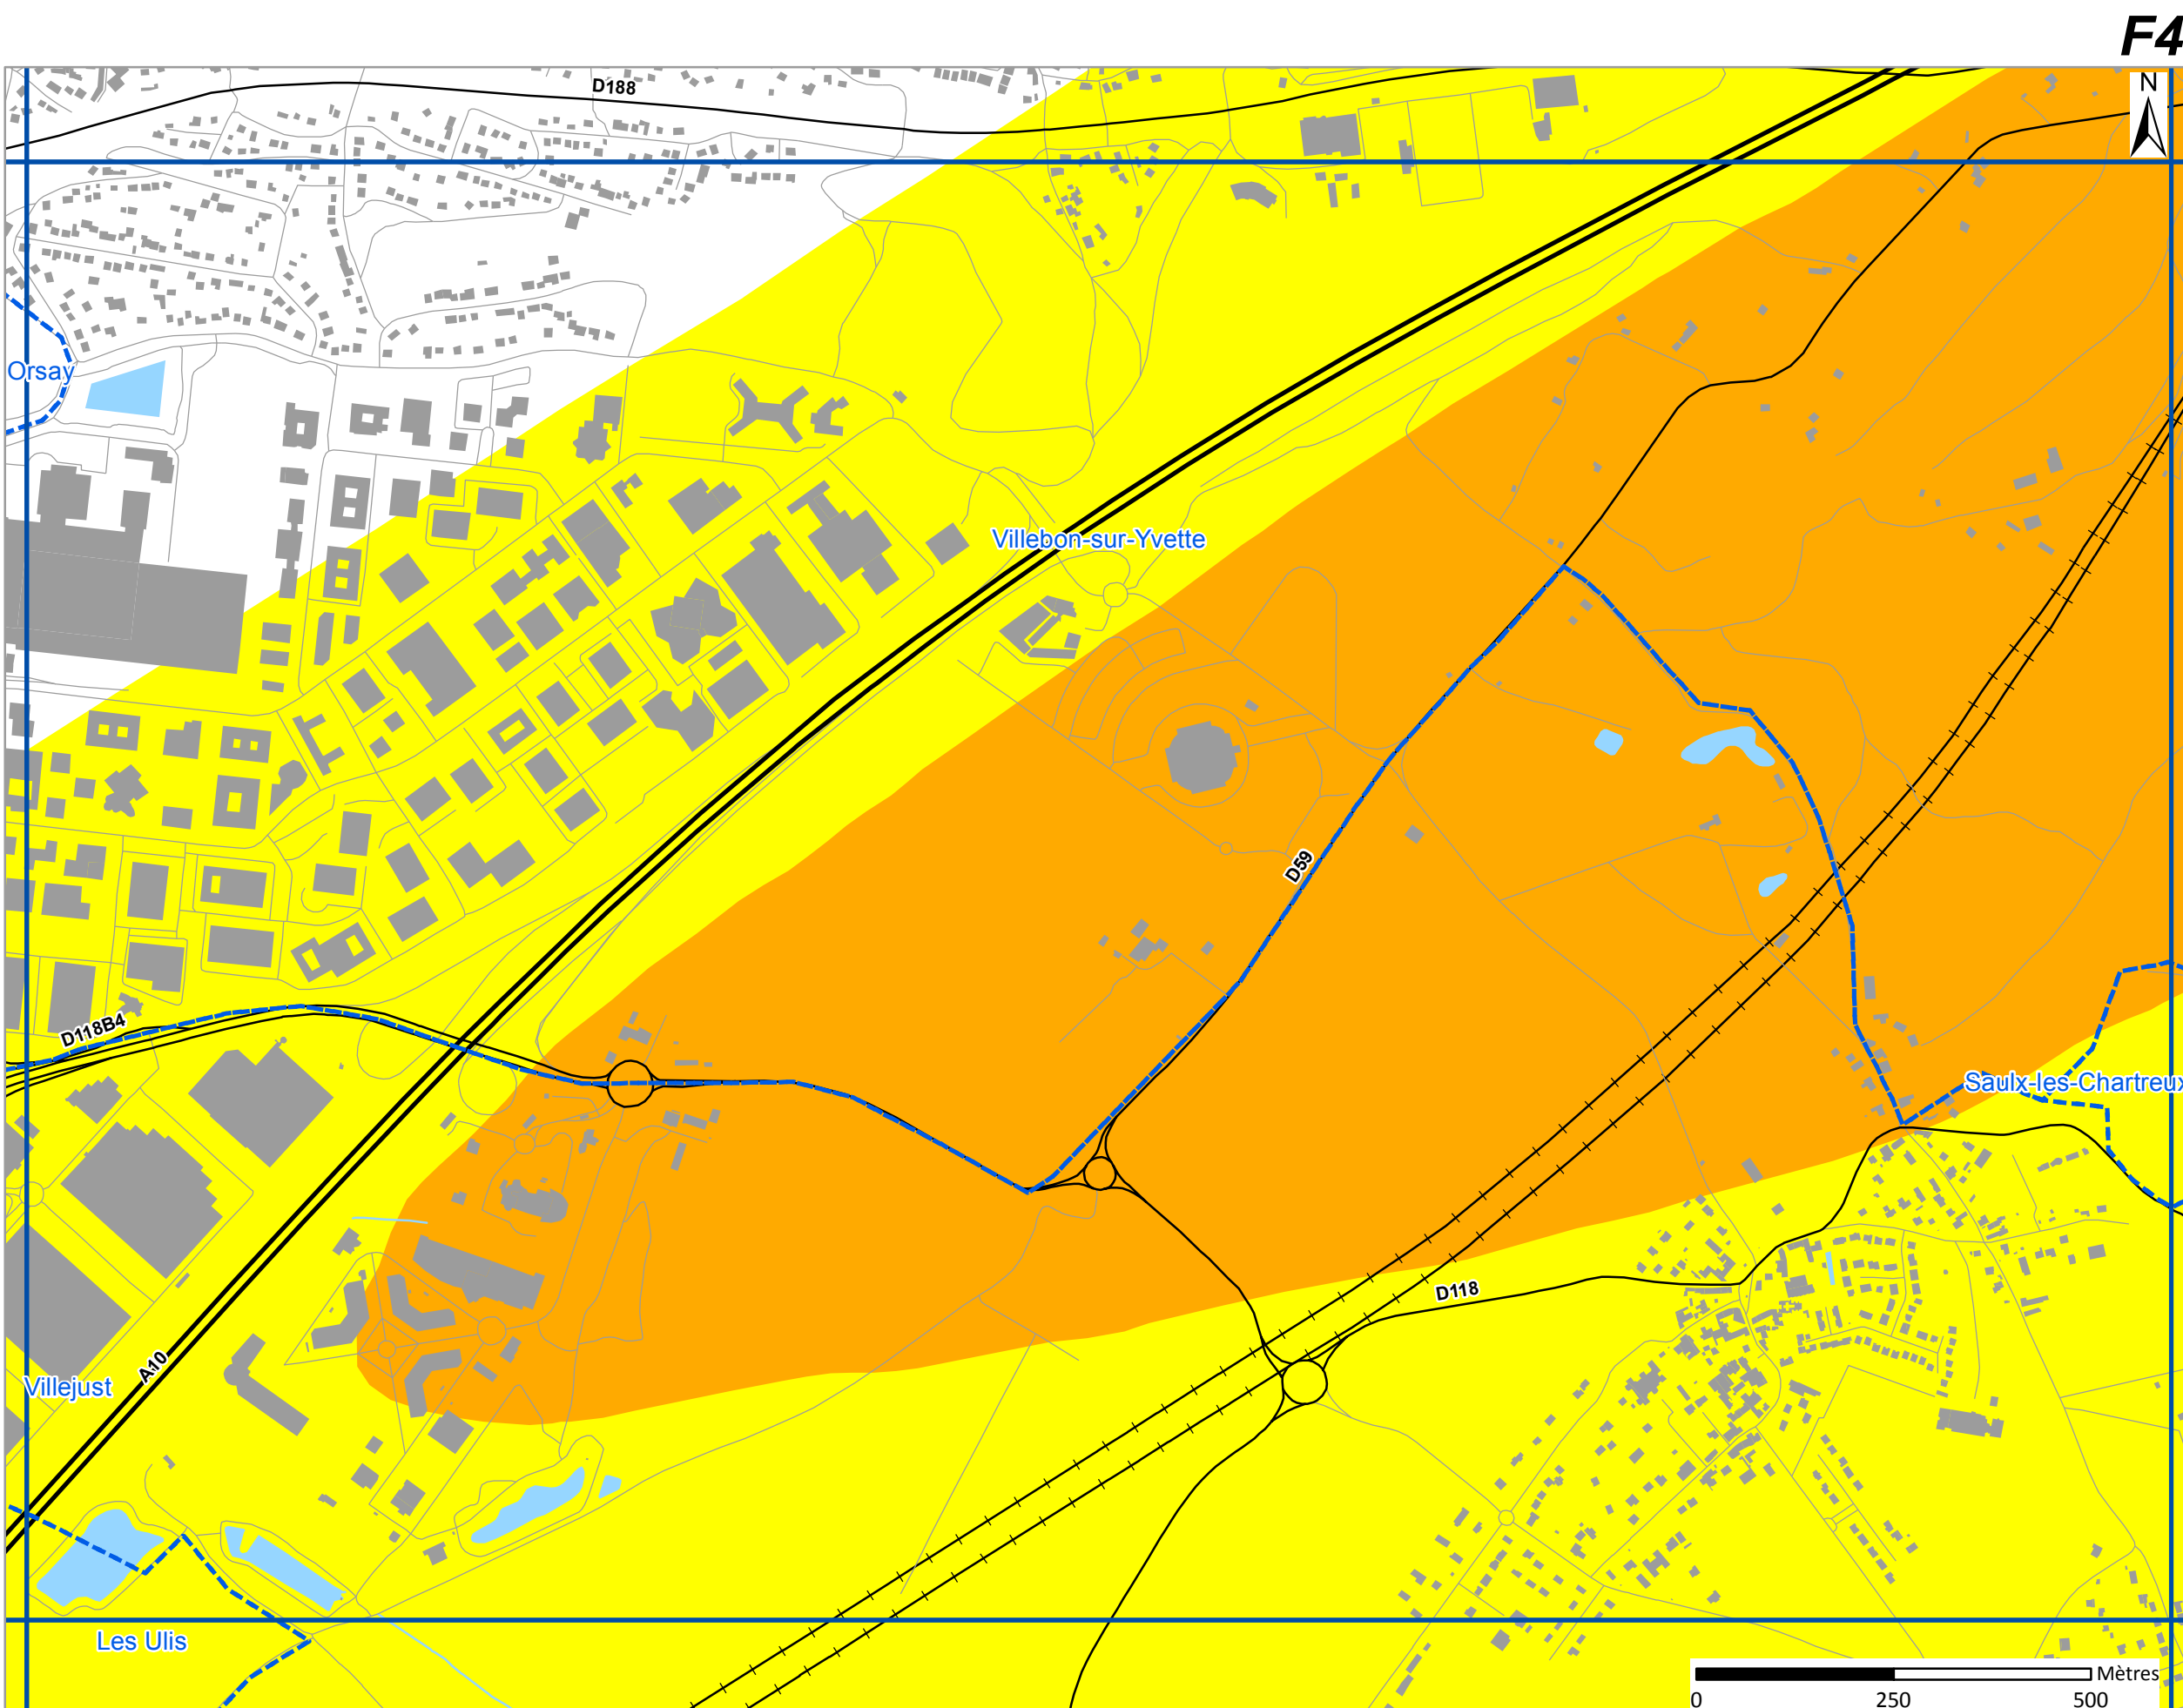 F4
D188
N
Orsay
Villebon-sur-Yvette
D59
D118B4
Saulx-les-Chartreux
D118
A10
Villejust
Les Ulis
Mètres
0 250 500